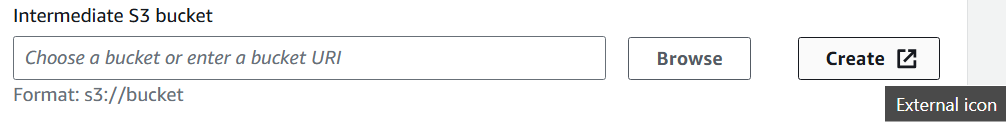 Intermediate S3 bucket
Choose a bucket or enter a bucket URI
Browse
Create
Format: s3://bucket
External icon